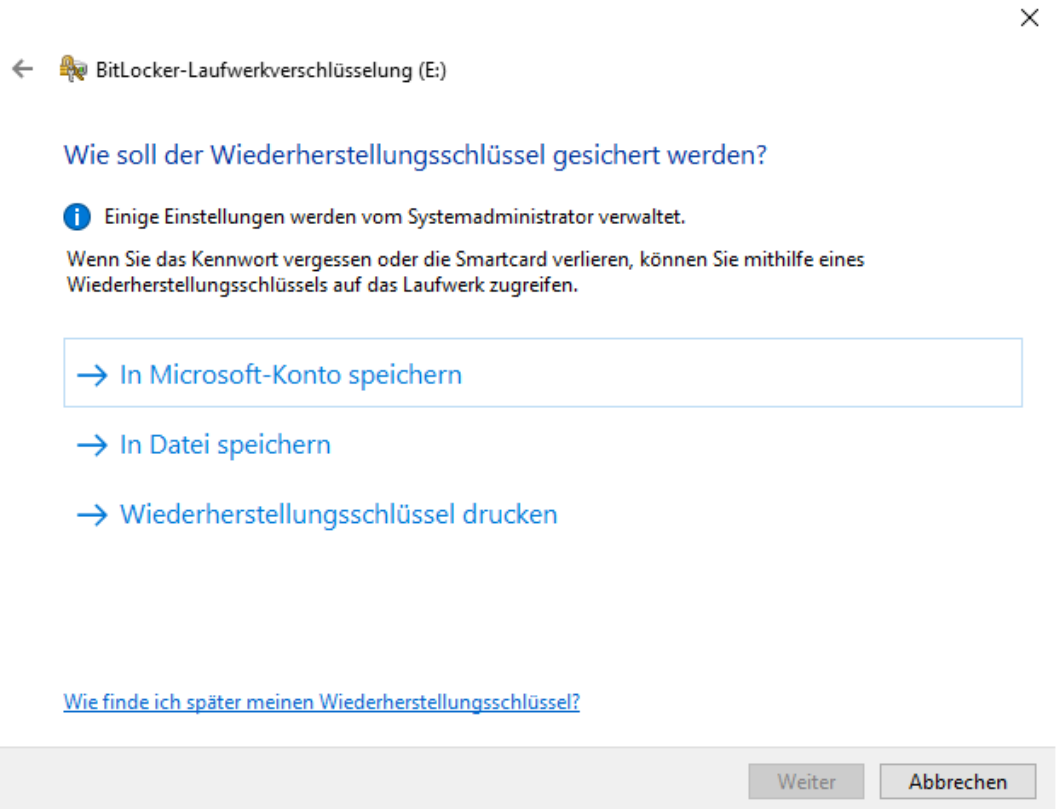 BitLocker-Laufwerkverschlüsselung (E:)
Wie soll der Wiederherstellungsschlüssel gesichert werden?
Einige Einstellungen werden vom Systemadministrator verwaltet.
Wenn Sie das Kennwort vergessen oder die Smartcard verlieren, können Sie mithilfe eines
Wiederherstellungsschlüssels auf das Laufwerk zugreifen.
In Microsoft-Konto speichern
In Datei speichern
Wiederherstellungsschlüssel drucken
Wie finde ich später meinen Wiederherstellungsschlüssel?
Weiter Abbrechen